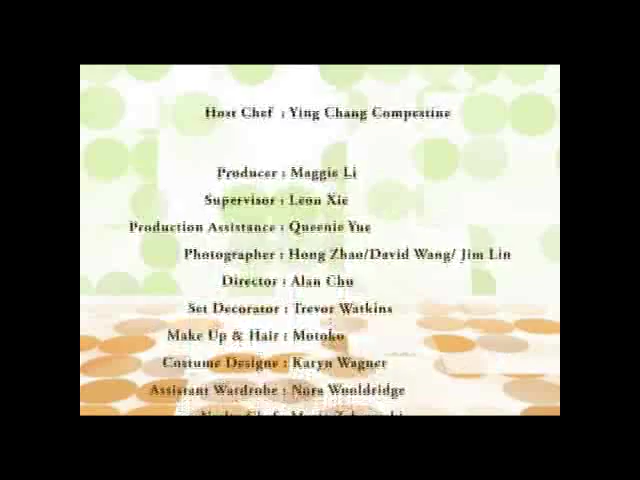 Host Chef : Ying Chang Compestine
Producer : Maggie Li
Supervisor : Leon Xie
Production Assistance : Queenie Yue
Photographer : Hong Zhao/David Wang/ Jim Lin
Director : Alan Chu
Set Decorator : Trevor Watkins
Make Up & Hair : Motoko
Costume Designe : Karyn Wagner
Assistant Wardrobe : Nora Wooldridge